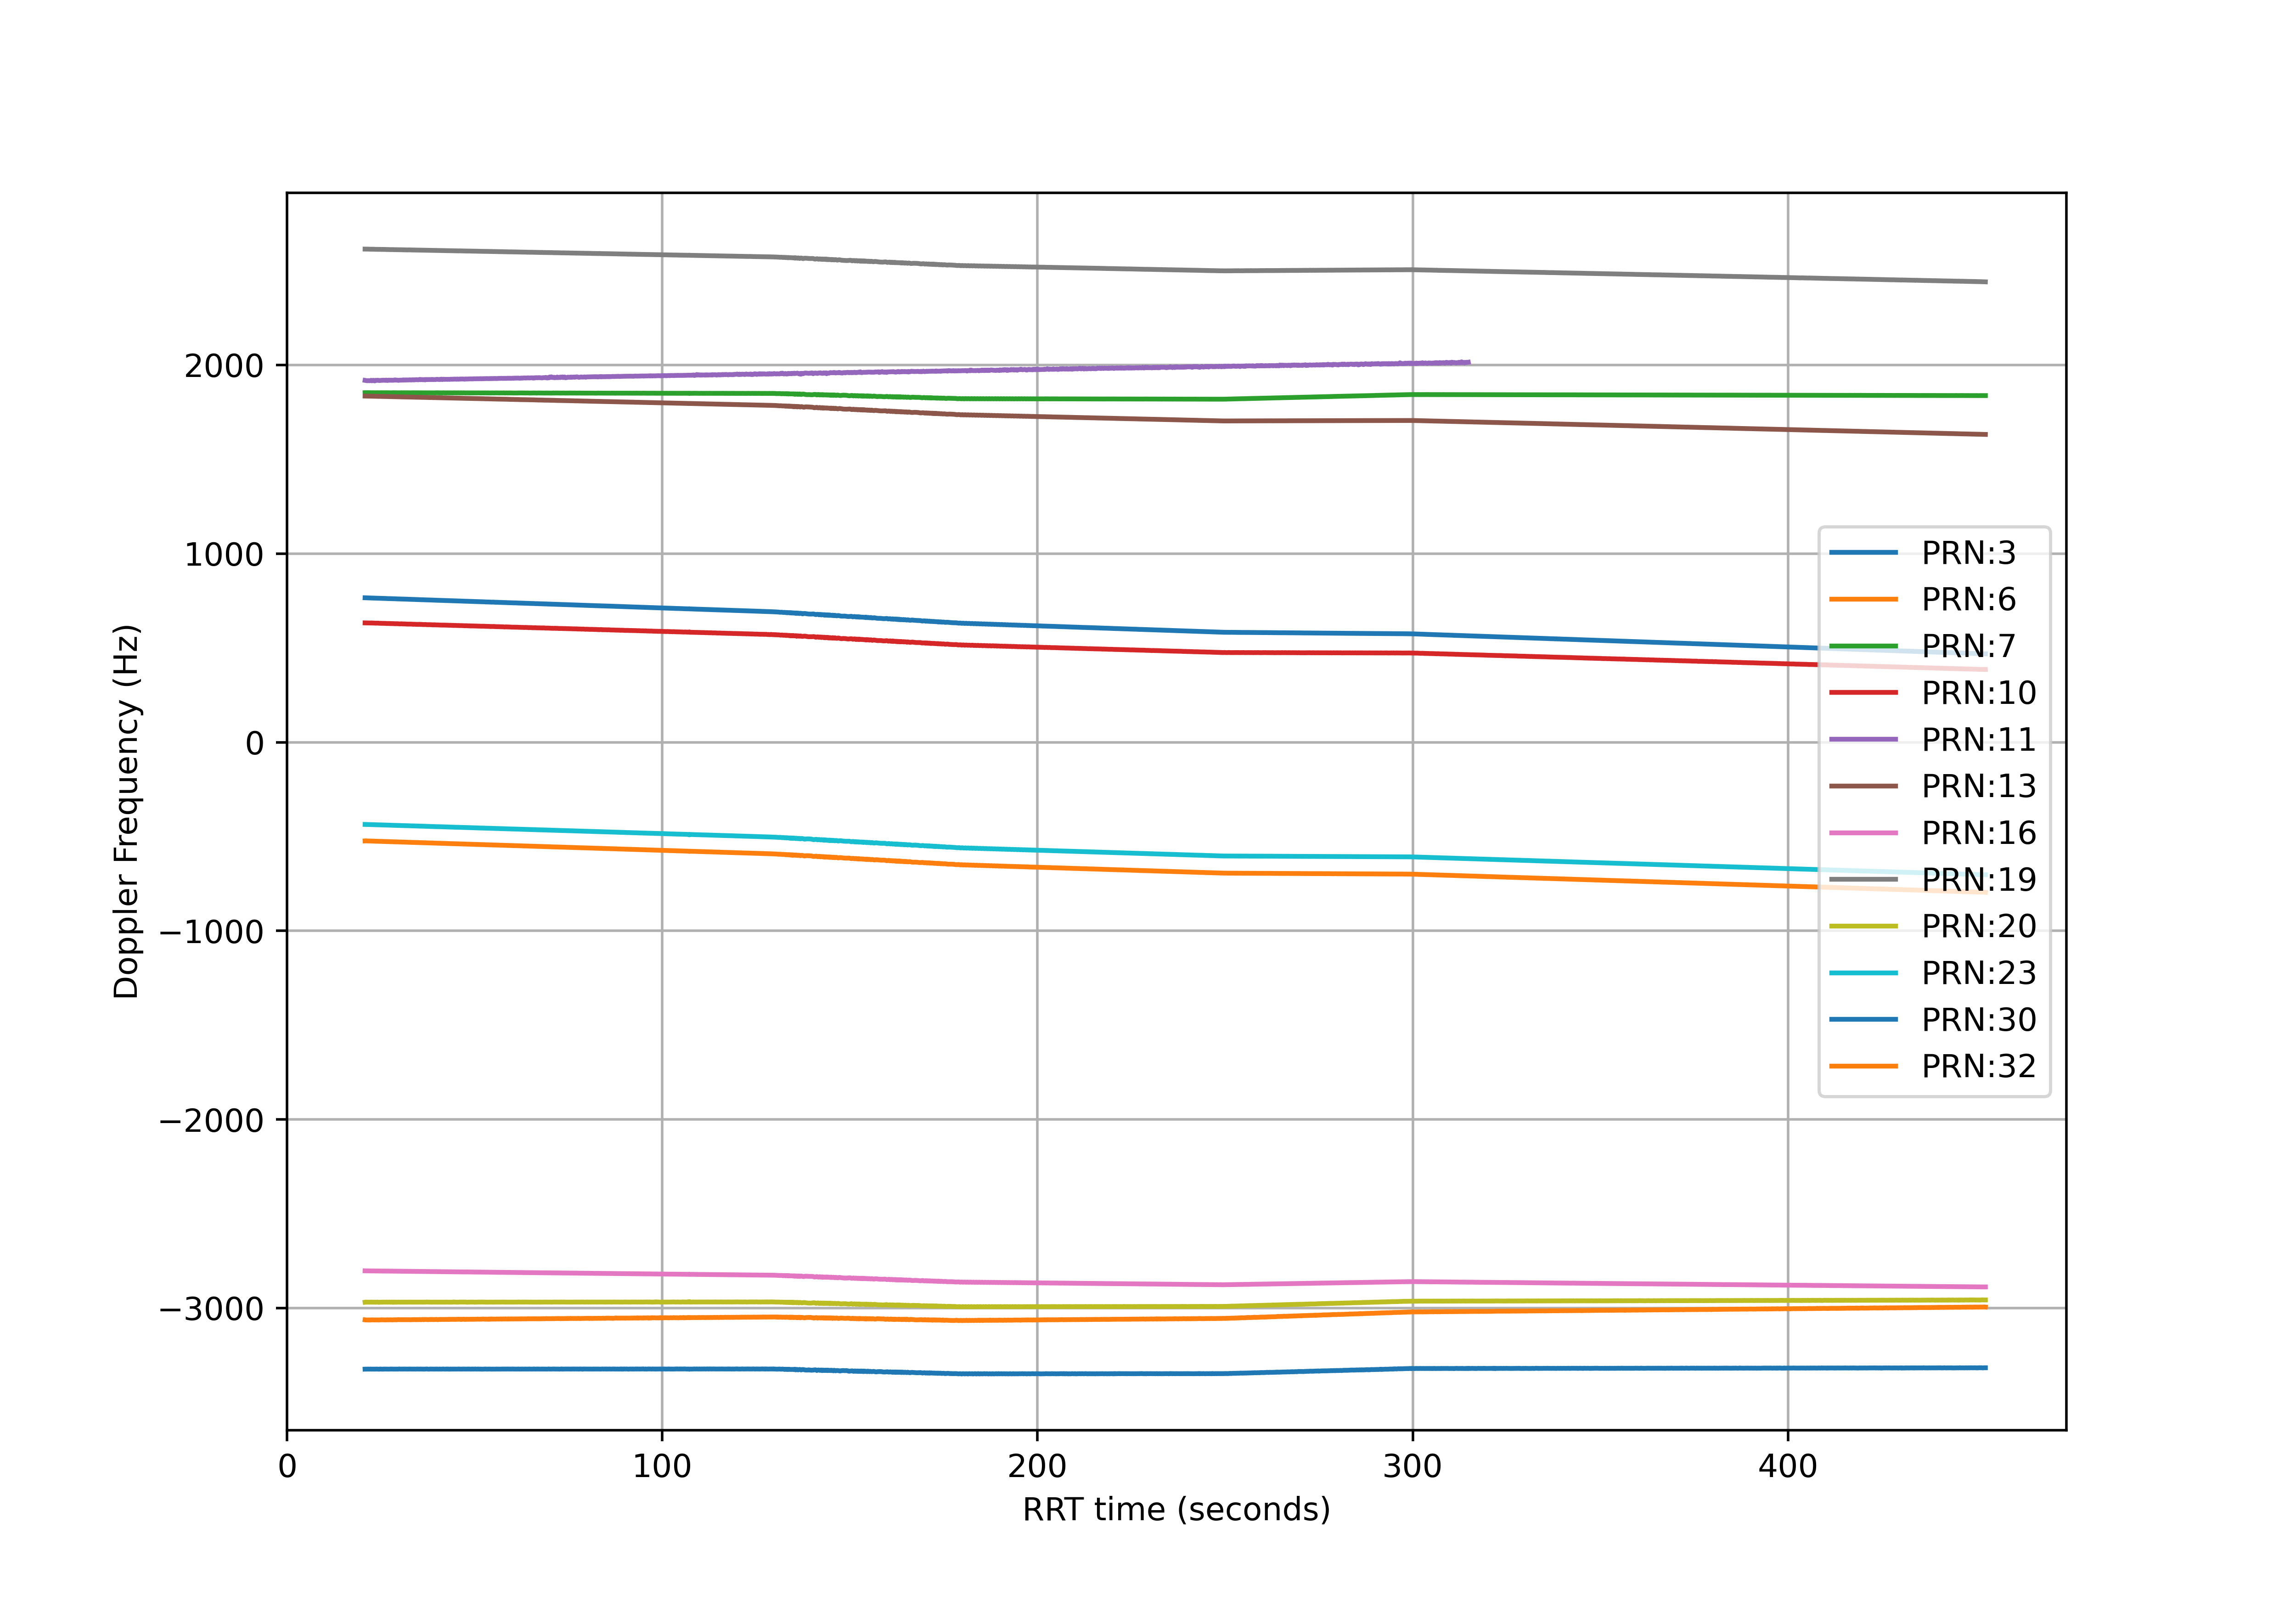 Doppler Frequency (Hz)
2000
1000
0
−1000
−2000
−3000
PRN:3
PRN:6
PRN:7
PRN:10
PRN:11
PRN:13
PRN:16
PRN:19
PRN:20
PRN:23
PRN:30
PRN:32
0 100 200 300 400
RRT time (seconds)